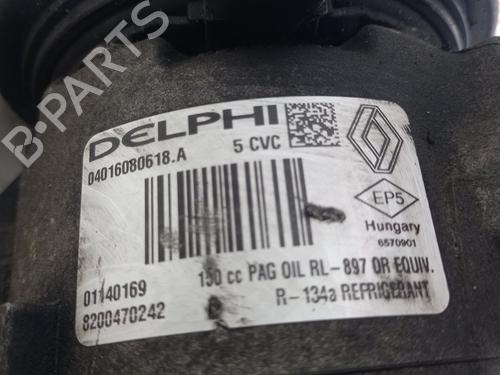 B-PARTS
DELPHI
04016080618.A
5 CVC
EP5
Hungary
6570901
01140169
150 cc PAG OIL RL-897 OR EQUIV.
8200470242
R-134a REFRIGERANT